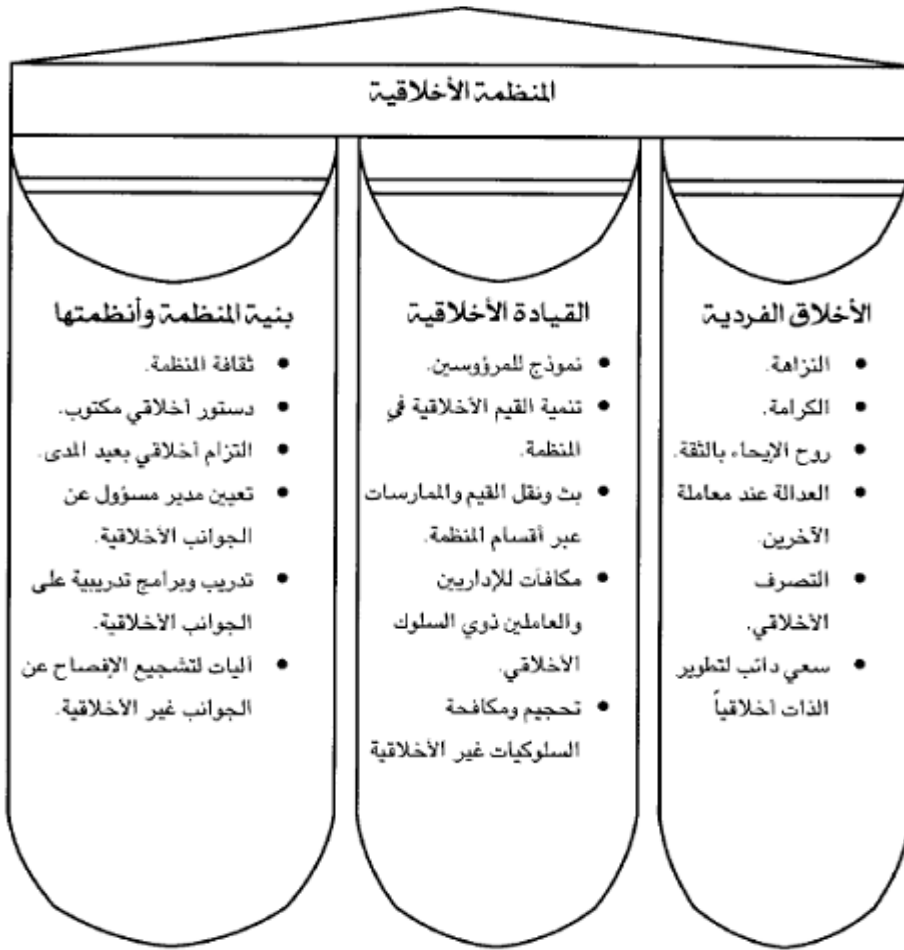 المنظمة الأخلاقية
الأخلاق الفردية
• النزاهة.
• الكرامة.
• روح الإيحاء بالثقة.
• العدالة عند معاملة
الآخرين.
• التصرف
الأخلاقي.
• سعي دائب لتطوير
الذات أخلاقياً
القيادة الأخلاقية
• نموذج للمرؤوسين.
• تنمية القيم الأخلاقية في
المنظمة.
• بث ونقل القيم والممارسات
عبر أقسام المنظمة.
• مكافآت للإداريين
والعاملين ذوي السلوك
الأخلاقي.
• تحجيم ومكافحة
السلوكيات غير الأخلاقية
بنية المنظمة وأنظمتها
• ثقافة المنظمة.
• دستور أخلاقي مكتوب.
• التزام أخلاقي بعيد المدى.
• تعيين مدير مسؤول عن
الجوانب الأخلاقية.
• تدريب وبرامج تدريبية على
الجوانب الأخلاقية.
• آليات لتشجيع الإفصاح عن
الجوانب غير الأخلاقية.